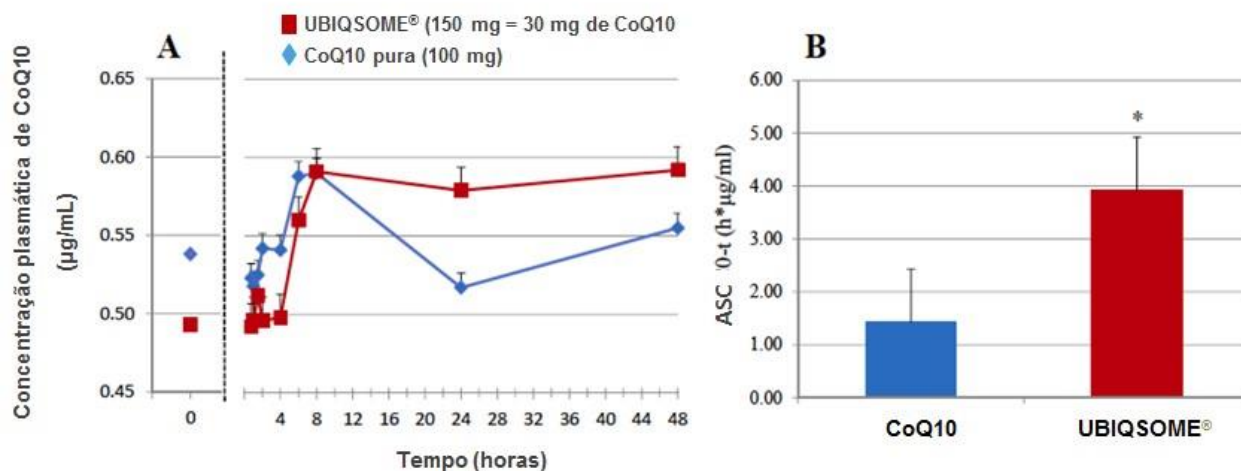 UBIQSOME® (150 mg = 30 mg de CoQ10
CoQ10 pura (100 mg)
A
Concentração plasmática de CoQ10
(µg/mL)
0.65
0.60
0.55
0.50
0.45
0
4 8 12 16 20 24 28 32 36 40 44 48
Tempo (horas)
B
ASC 0-t (h*µg/ml)
6.00
5.00
4.00
3.00
2.00
1.00
0.00
*
CoQ10 UBIQSOME®